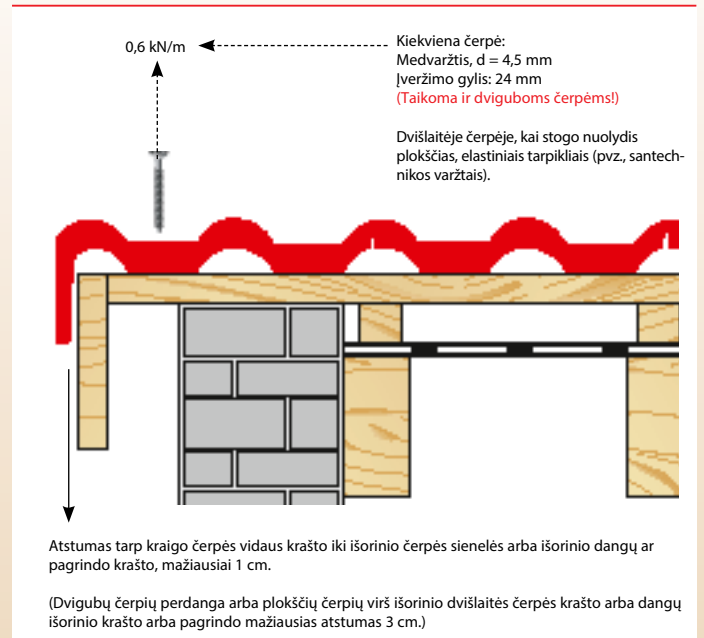 0,6 kN/m
Kiekviena čerpė:
Medvaržtis, d = 4,5 mm
Įveržimo gylis: 24 mm
(Taikoma ir dviguboms čerpėms!)
Dvišlaitėje čerpėje, kai stogo nuolydis
plokščias, elastiniais tarpikliais (pvz., santech-
nikos varžtais).
Atstumas tarp kraigo čerpės vidaus krašto iki išorinio čerpės sienelės arba išorinio dangų ar
pagrindo krašto, mažiausiai 1 cm.
(Dvigubų čerpių perdanga arba plokščių čerpių virš išorinio dvišlaitės čerpės krašto arba dangų
išorinio krašto arba pagrindo mažiausias atstumas 3 cm.)